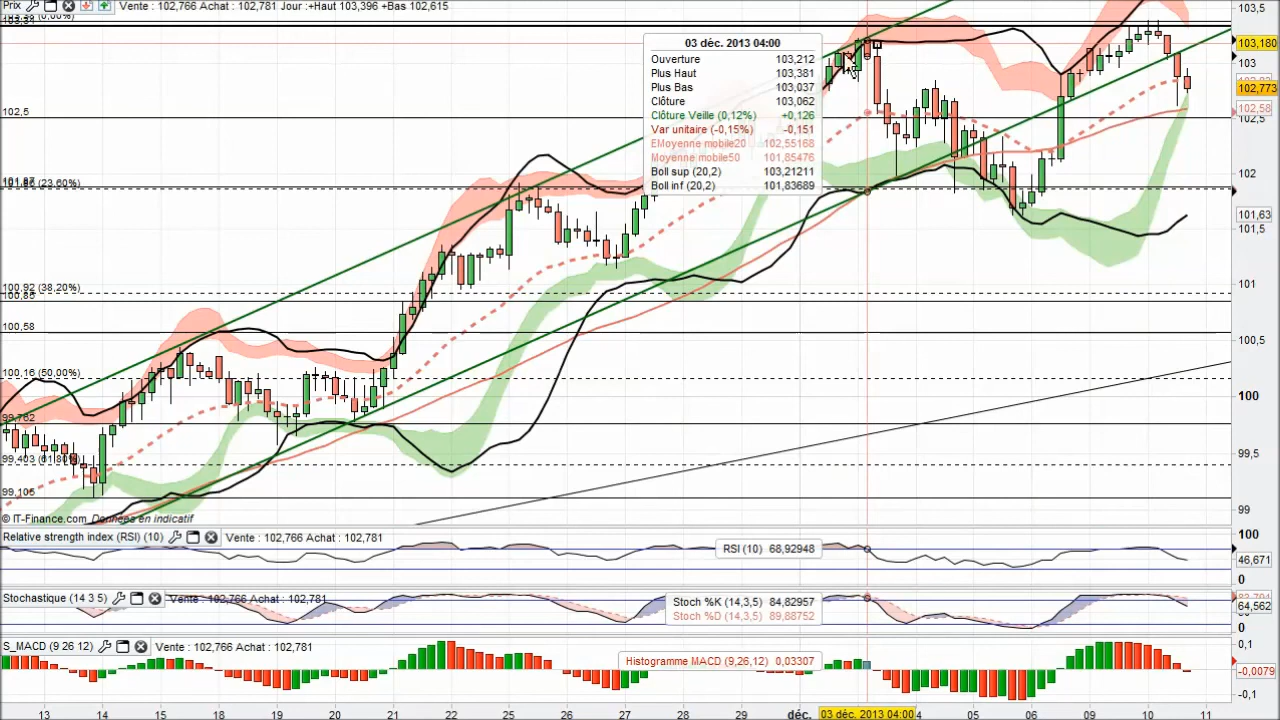 Prix Vente : 102,766 Achat : 102,781 Jour :+Haut 103,396 +Bas 102,615
103,5
103,180
103
102,773
102,58
102,5
102,5
03 déc. 2013 04:00
Ouverture 103,212
Plus Haut 103,381
Plus Bas 103,037
Clôture 103,062
Clôture Veille (0,12%) +0,126
Var unitaire (-0,15%) -0,151
EMoyenne mobile20 102,55168
Moyenne mobile50 101,85476
Boll sup (20,2) 103,21211
Boll inf (20,2) 101,83689
102
(23,60%)
101,63
101,5
101
100,92 (38,20%)
100,85
100,58
100,5
100,16 (50,00%)
100
99,782
99,5
99,403 (61,80%)
99,105
99
© IT-Finance.com Données en indicatif
Relative strength index (RSI) (10) Vente : 102,766 Achat : 102,781
100
RSI (10) 68,92948
46,671
0
Stochastique (14 3 5) Vente : 102,766 Achat : 102,781
Stoch %K (14,3,5) 84,82957
Stoch %D (14,3,5) 89,88752
64,562
0
S_MACD (9 26 12) Vente : 102,766 Achat : 102,781
0,1
Histogramme MACD (9,26,12) 0,03307
-0,0079
-0,1
13 14 15 18 19 20 21 22 25 26 27 28 29 déc. 03 déc. 2013 04:00 4 05 06 09 10 11